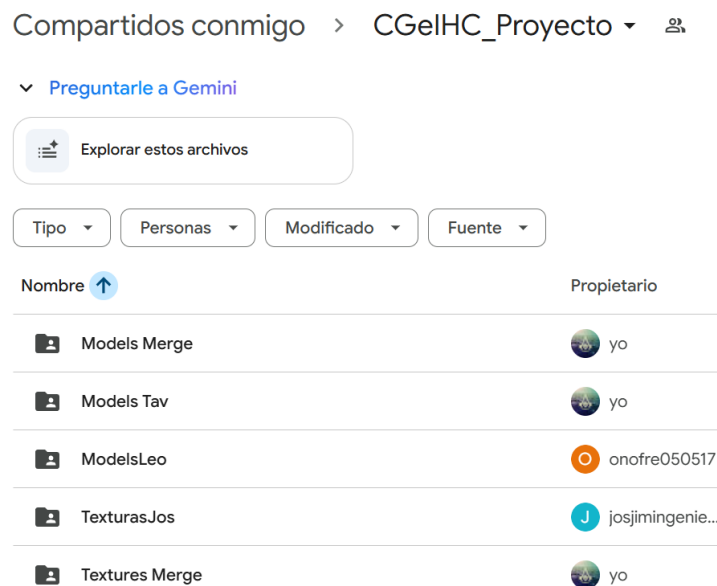 Compartidos conmigo > CGeIHC_Proyecto
Preguntarle a Gemini
Explorar estos archivos
Tipo Personas Modificado Fuente
Nombre Propietario
Models Merge yo
Models Tav yo
ModelsLeo O onofre050517
TexturasJos J josjimingenie...
Textures Merge yo